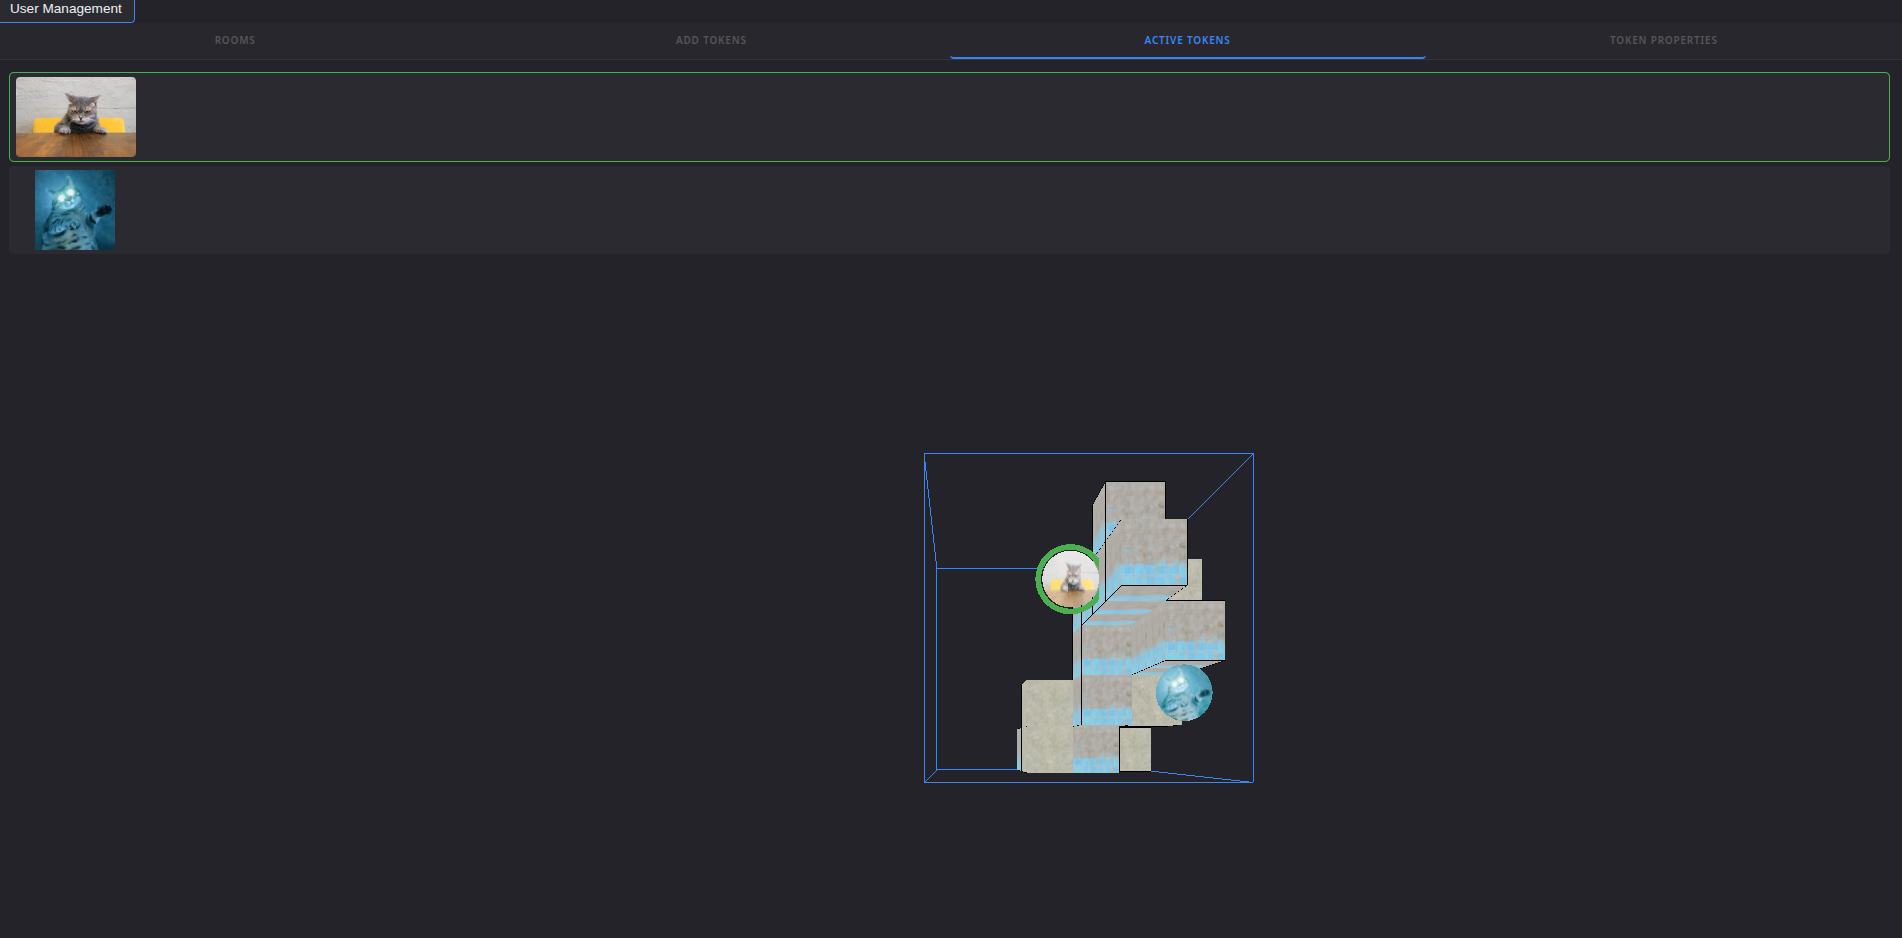 User Management
ROOMS
ADD TOKENS
ACTIVE TOKENS
TOKEN PROPERTIES